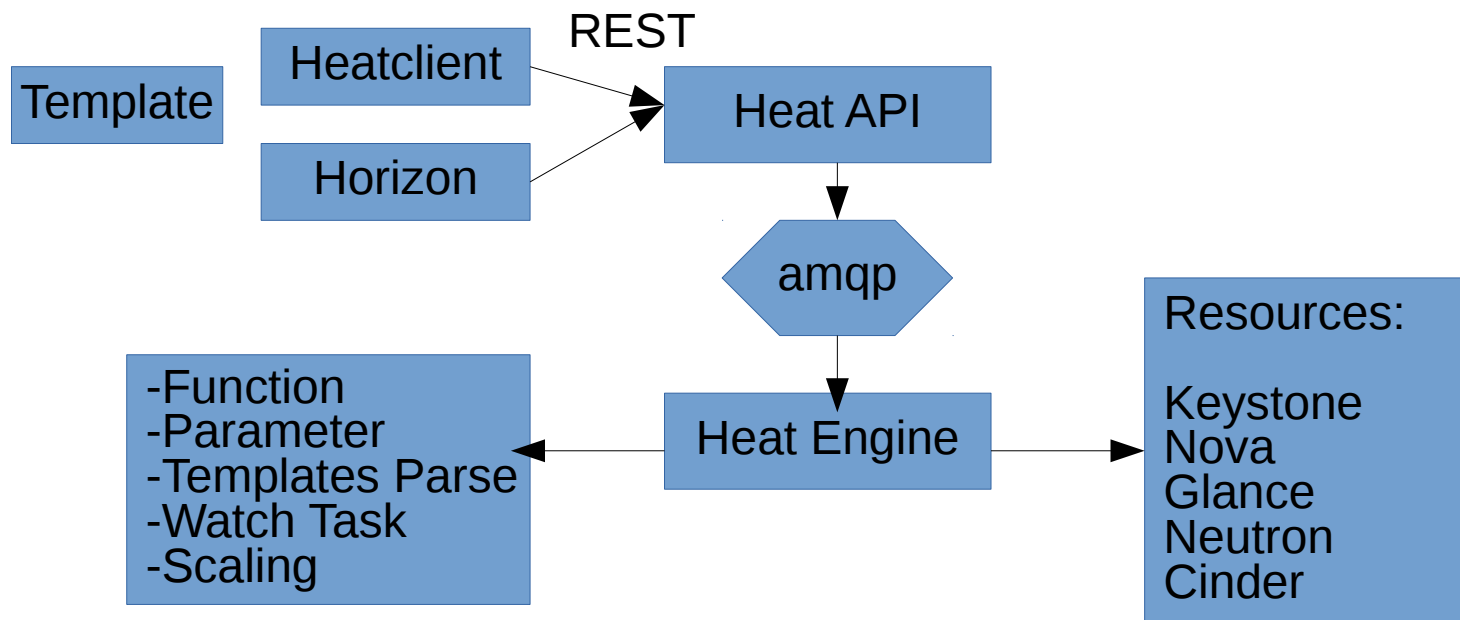 REST
Template
Heatclient
Horizon
Heat API
amqp
Heat Engine
-Function
-Parameter
-Templates Parse
-Watch Task
-Scaling
Resources:
Keystone
Nova
Glance
Neutron
Cinder